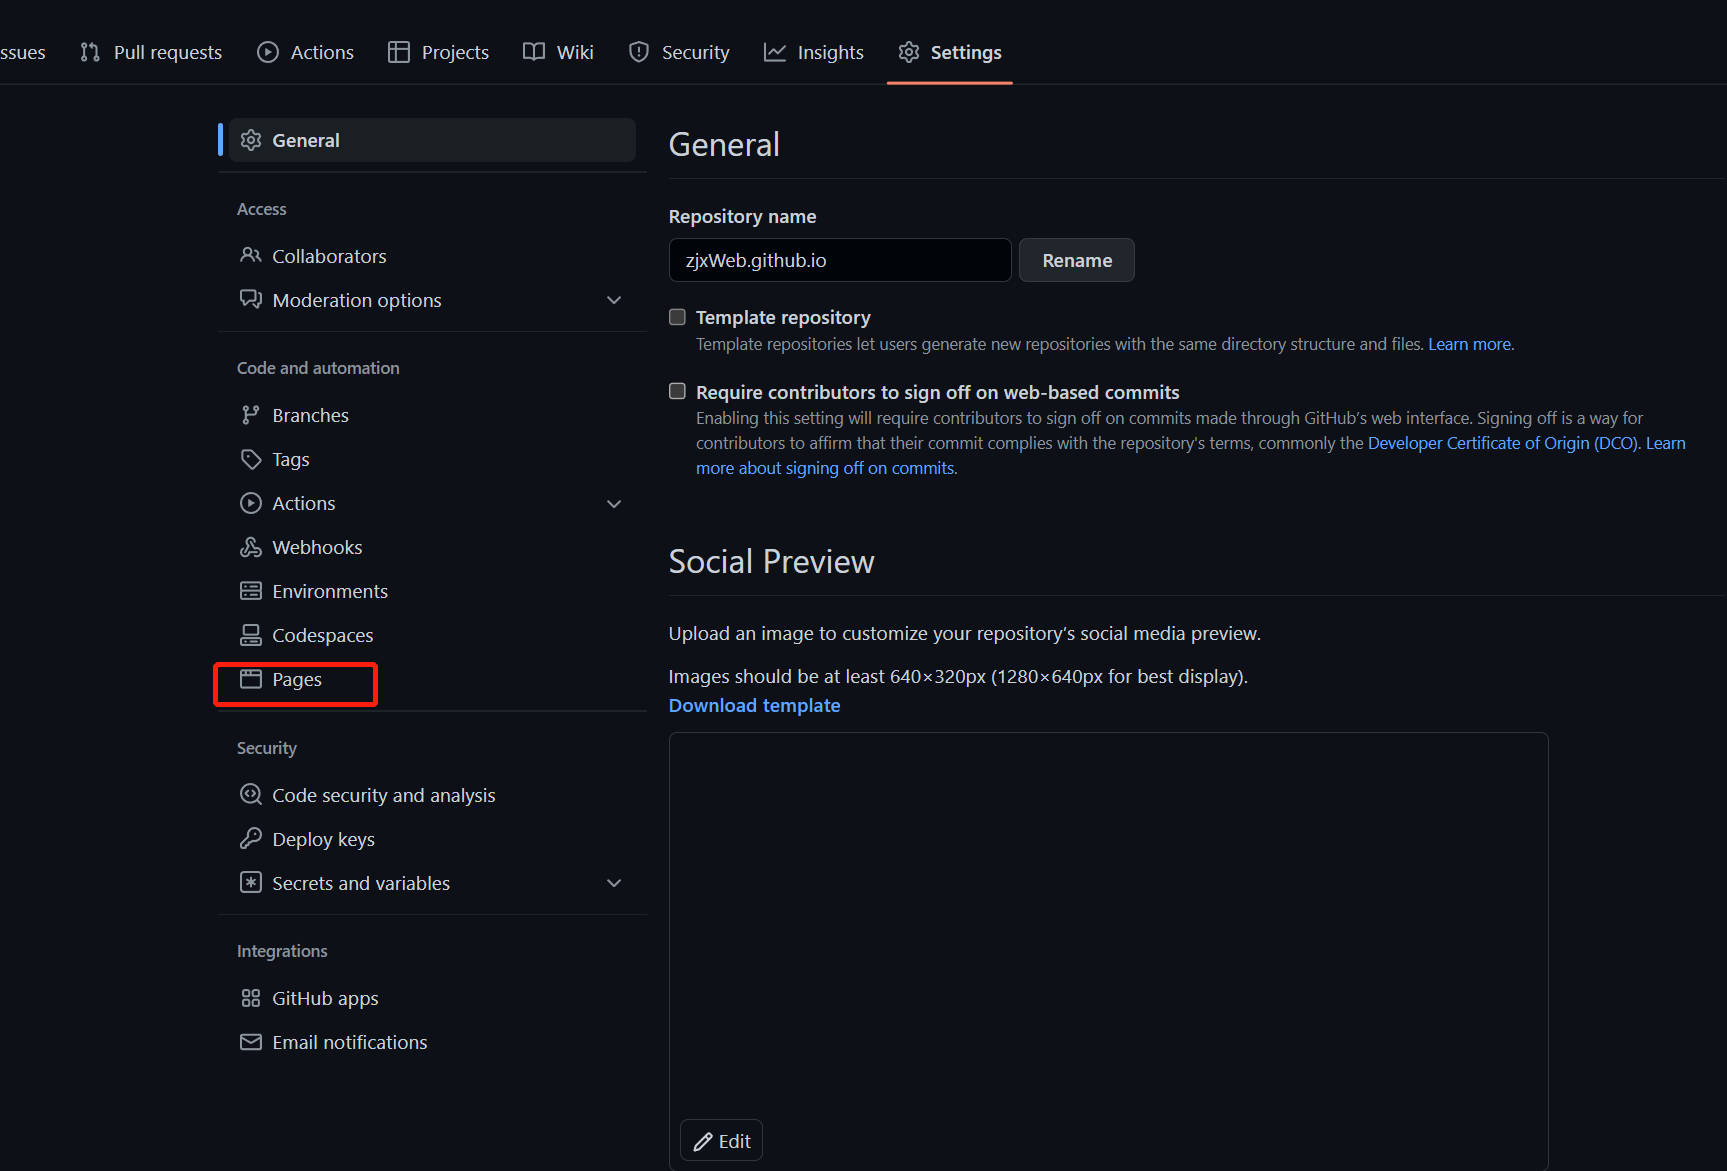 ssues Pull requests Actions Projects Wiki Security Insights Settings
General
Access
Collaborators
Moderation options
Code and automation
Branches
Tags
Actions
Webhooks
Environments
Codespaces
Pages
Security
Code security and analysis
Deploy keys
Secrets and variables
Integrations
GitHub apps
Email notifications
General
Repository name
zjxWeb.github.io Rename
Template repository
Template repositories let users generate new repositories with the same directory structure and files. Learn more.
Require contributors to sign off on web-based commits
Enabling this setting will require contributors to sign off on commits made through GitHub’s web interface. Signing off is a way for
contributors to affirm that their commit complies with the repository's terms, commonly the Developer Certificate of Origin (DCO). Learn
more about signing off on commits.
Social Preview
Upload an image to customize your repository’s social media preview.
Images should be at least 640×320px (1280×640px for best display).
Download template
Edit